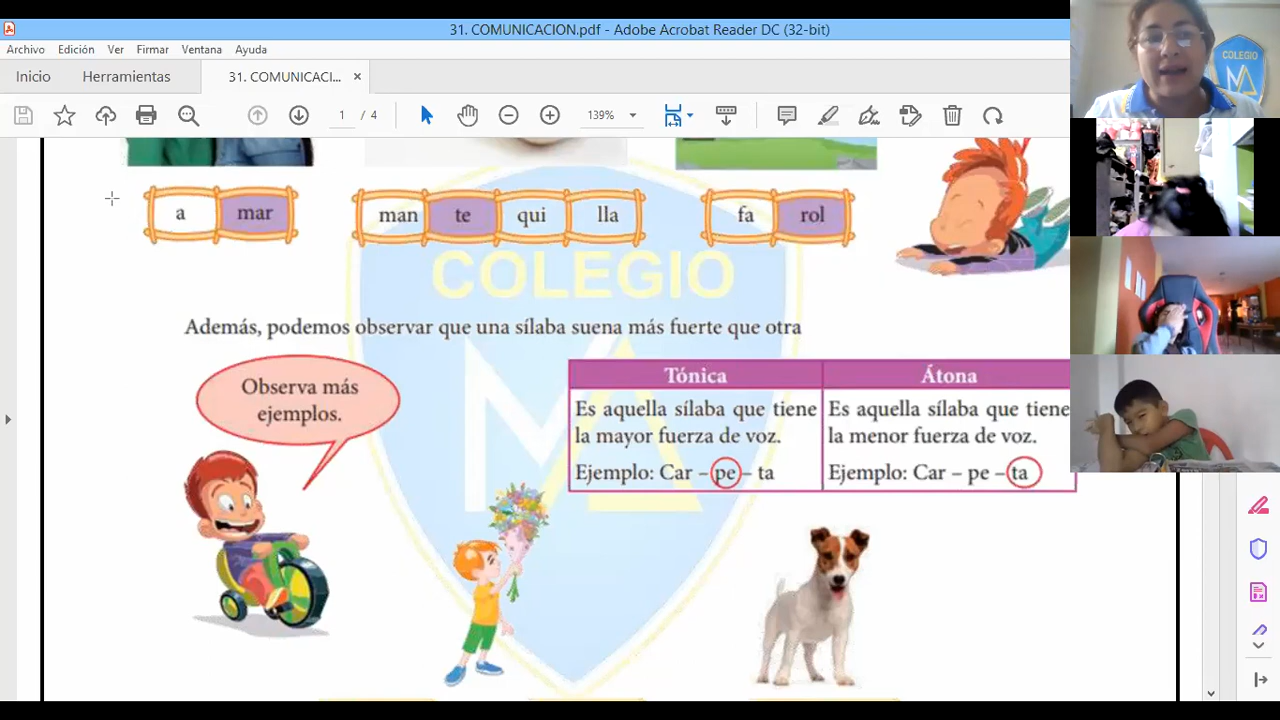 31. COMUNICACION.pdf - Adobe Acrobat Reader DC (32-bit)
Archivo Edición Ver Firmar Ventana Ayuda
Inicio Herramientas 31. COMUNICACI... ×
1 / 4 139%
COLEGIO
a mar man te qui lla fa rol
COLEGIO
Además, podemos observar que una sílaba suena más fuerte que otra
Observa más
ejemplos.
Tónica Átona
Es aquella sílaba que tiene
la mayor fuerza de voz.
Ejemplo: Car – pe – ta
Es aquella sílaba que tiene
la menor fuerza de voz.
Ejemplo: Car – pe – ta